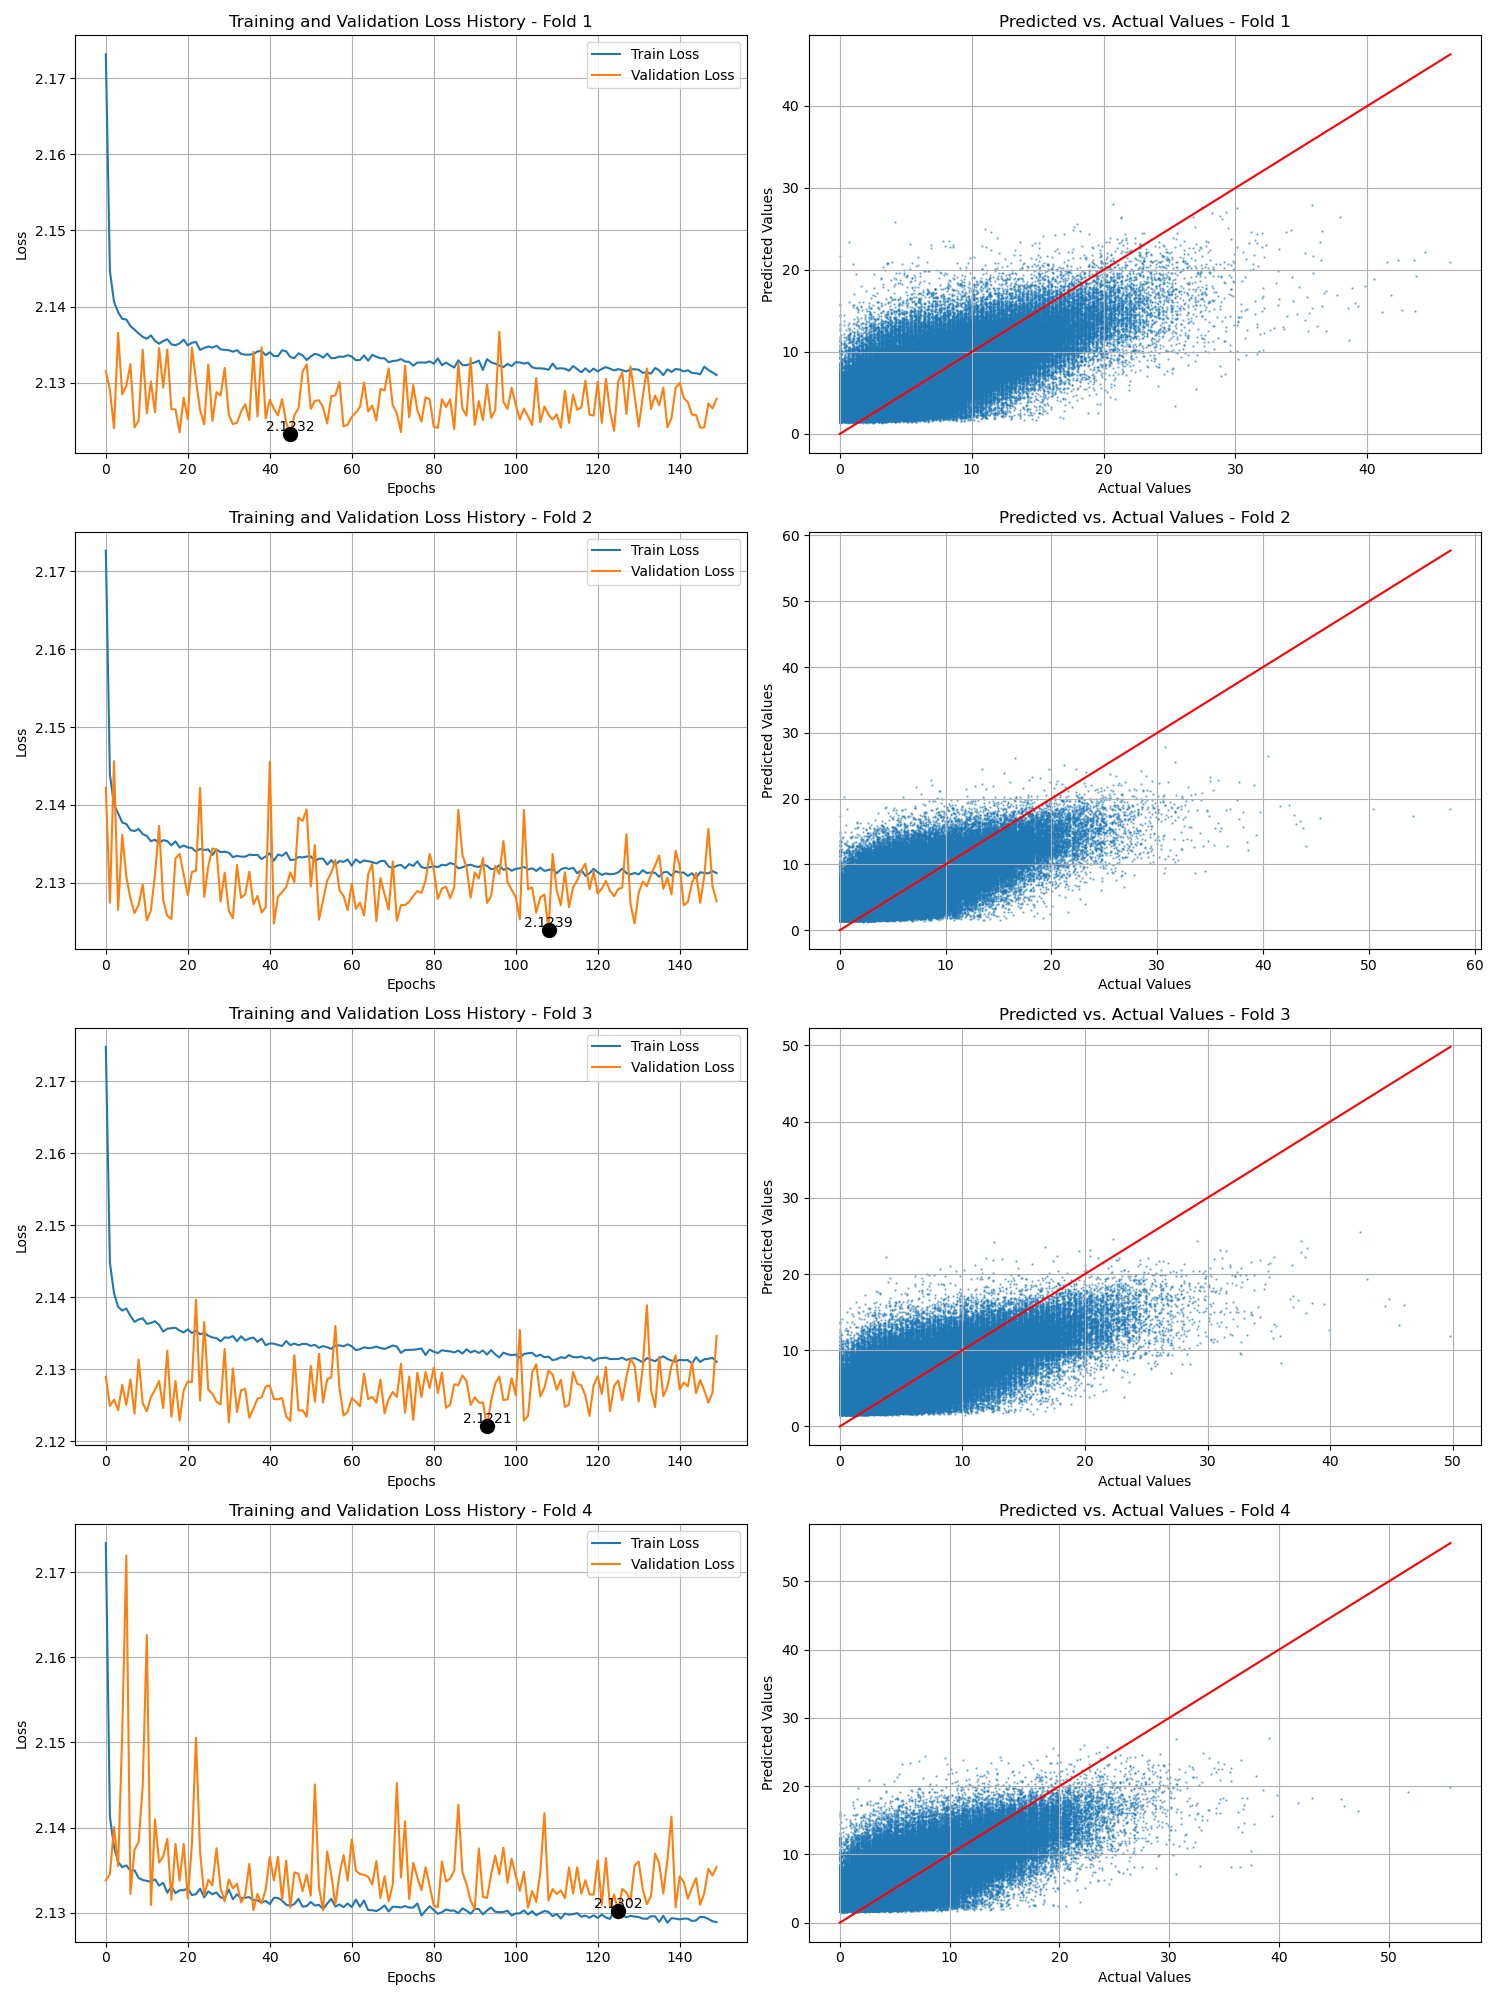 Training and Validation Loss History - Fold 1
Train Loss
Validation Loss
Loss
2.17
2.16
2.15
2.14
2.13
2.1232
0 20 40 60 80 100 120 140
Epochs
Predicted vs. Actual Values - Fold 1
Predicted Values
40
30
20
10
0
0 10 20 30 40
Actual Values
Training and Validation Loss History - Fold 2
Train Loss
Validation Loss
Loss
2.17
2.16
2.15
2.14
2.13
2.1239
0 20 40 60 80 100 120 140
Epochs
Predicted vs. Actual Values - Fold 2
Predicted Values
60
50
40
30
20
10
0
0 10 20 30 40 50 60
Actual Values
Training and Validation Loss History - Fold 3
Train Loss
Validation Loss
Loss
2.17
2.16
2.15
2.14
2.13
2.12
2.1221
0 20 40 60 80 100 120 140
Epochs
Predicted vs. Actual Values - Fold 3
Predicted Values
50
40
30
20
10
0
0 10 20 30 40 50
Actual Values
Training and Validation Loss History - Fold 4
Train Loss
Validation Loss
Loss
2.17
2.16
2.15
2.14
2.13
2.1302
0 20 40 60 80 100 120 140
Epochs
Predicted vs. Actual Values - Fold 4
Predicted Values
50
40
30
20
10
0
0 10 20 30 40 50
Actual Values